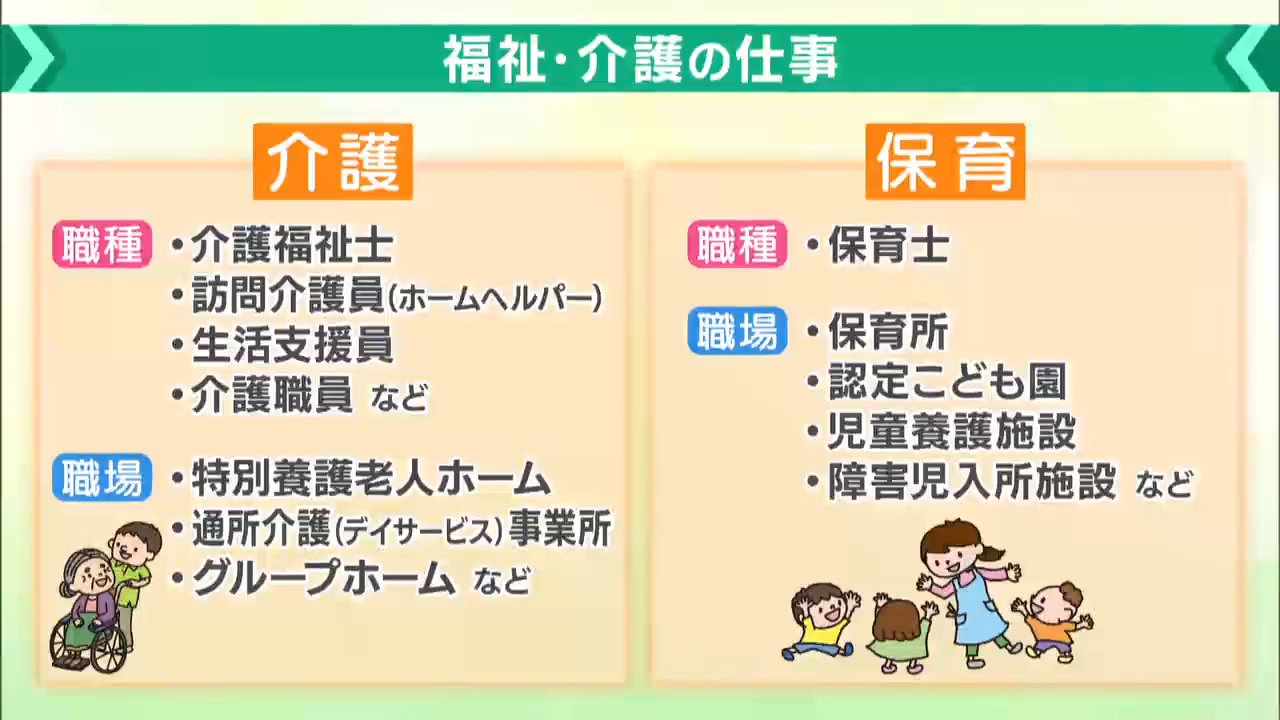 福祉・介護の仕事
介護
職種 ・介護福祉士
・訪問介護員(ホームヘルパー)
・生活支援員
・介護職員 など
職場 ・特別養護老人ホーム
・通所介護(デイサービス)事業所
・グループホーム など
保育
職種 ・保育士
職場 ・保育所
・認定こども園
・児童養護施設
・障害児入所施設 など